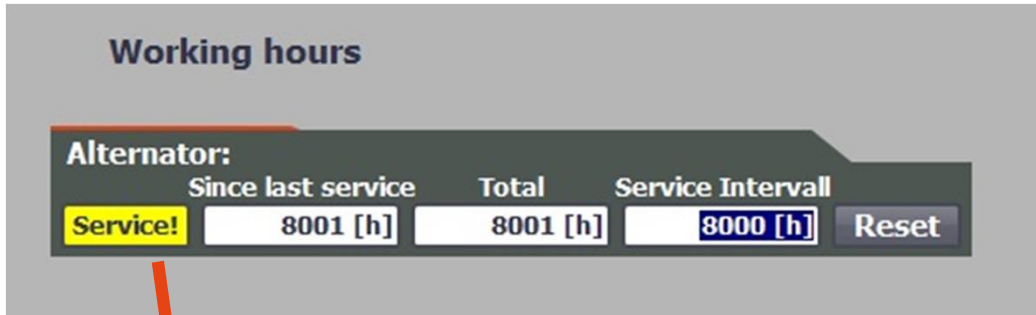 Working hours
Alternator:
Since last service Total Service Intervall
Service! 8001 [h] 8001 [h] 8000 [h] Reset